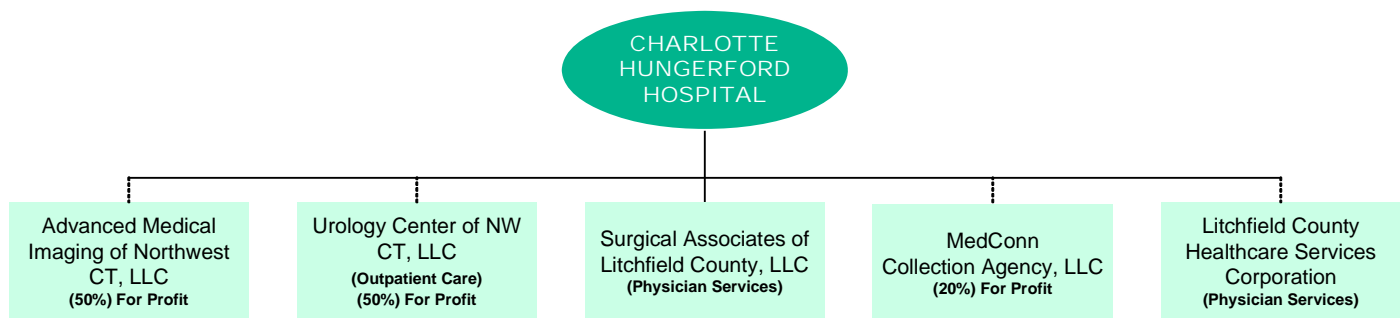 CHARLOTTE
HUNGERFORD
HOSPITAL
Advanced Medical
Imaging of Northwest
CT, LLC
(50%) For Profit
Urology Center of NW
CT, LLC
(Outpatient Care)
(50%) For Profit
Surgical Associates of
Litchfield County, LLC
(Physician Services)
MedConn
Collection Agency, LLC
(20%) For Profit
Litchfield County
Healthcare Services
Corporation
(Physician Services)